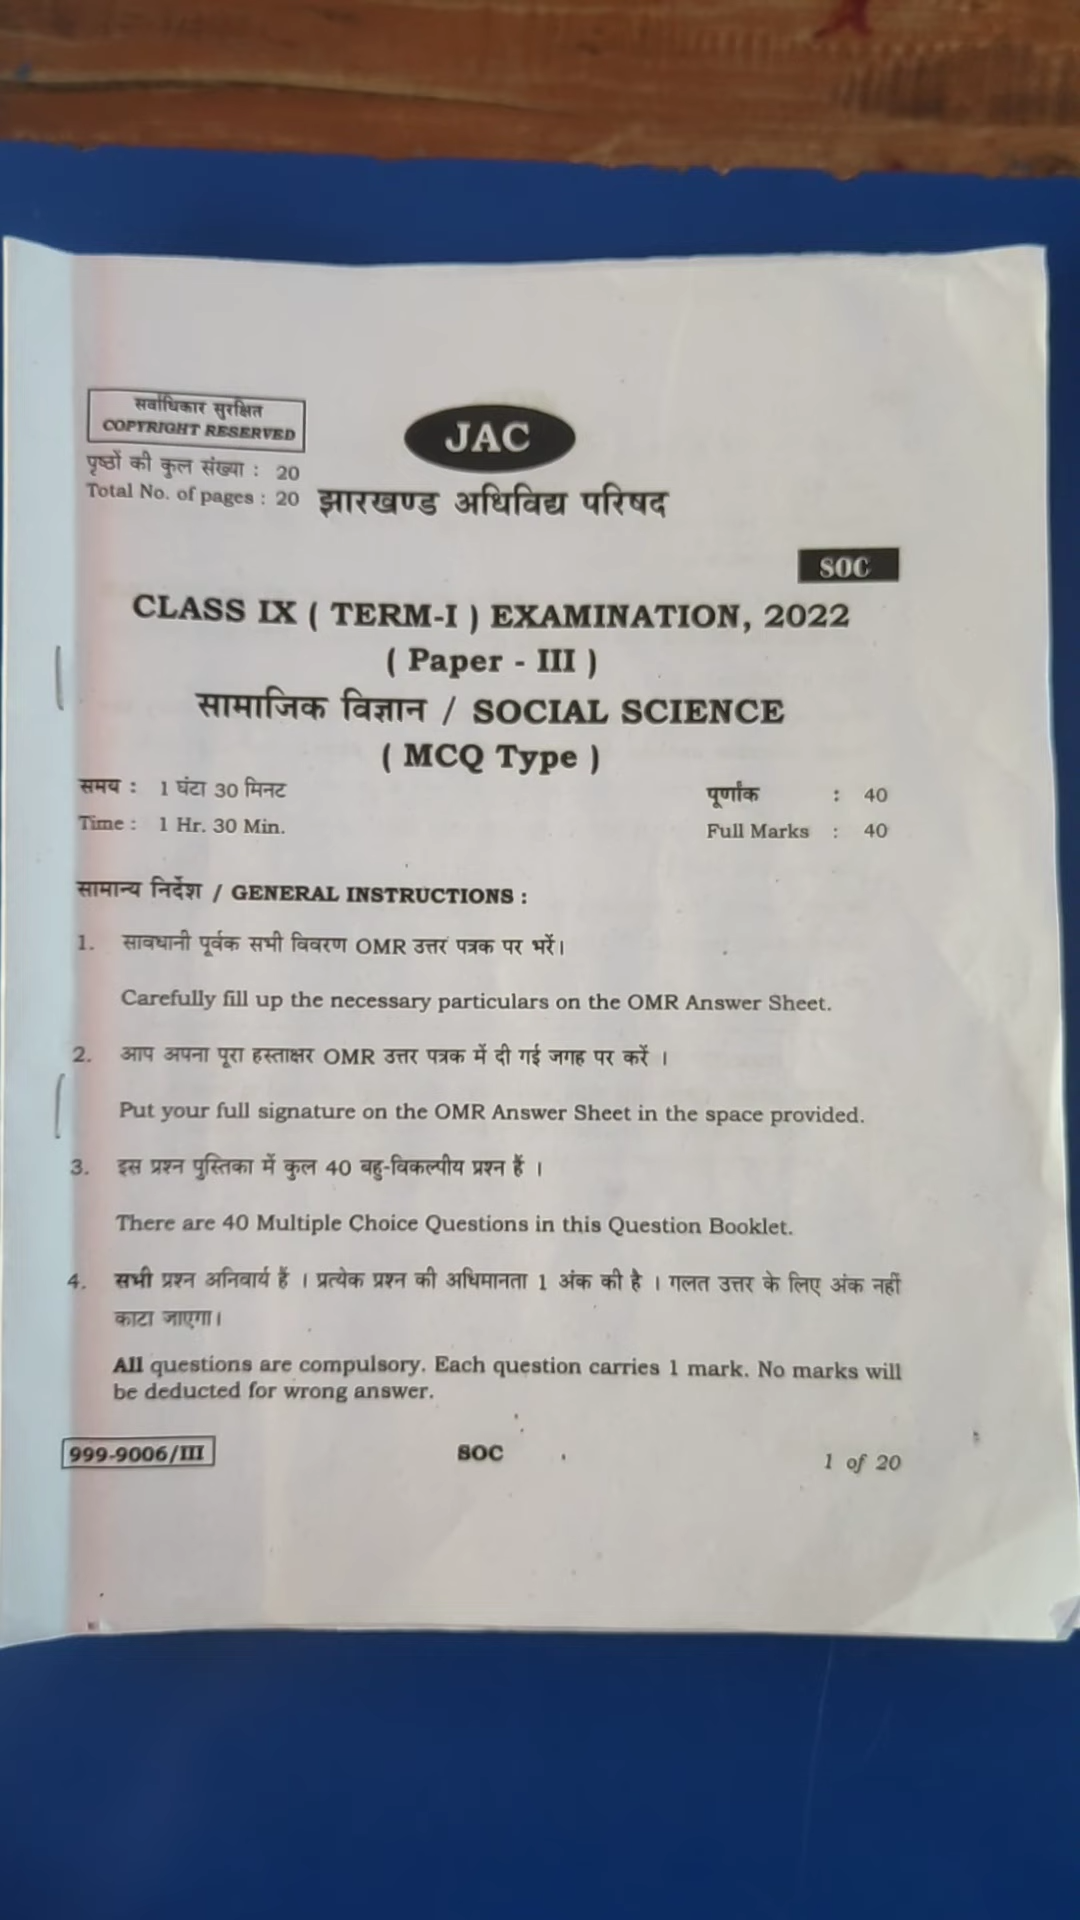 सर्वाधिकार सुरक्षित
COPYRIGHT RESERVED
पृष्ठों की कुल संख्या : 20
Total No. of pages : 20
JAC
झारखण्ड अधिविद्य परिषद
SOC
CLASS IX ( TERM-I ) EXAMINATION, 2022
( Paper - III )
सामाजिक विज्ञान / SOCIAL SCIENCE
( MCQ Type )
समय : 1 घंटा 30 मिनट पूर्णांक : 40
Time : 1 Hr. 30 Min. Full Marks : 40
सामान्य निर्देश / GENERAL INSTRUCTIONS :
1. सावधानी पूर्वक सभी विवरण OMR उत्तर पत्रक पर भरें।
Carefully fill up the necessary particulars on the OMR Answer Sheet.
2. आप अपना पूरा हस्ताक्षर OMR उत्तर पत्रक में दी गई जगह पर करें ।
Put your full signature on the OMR Answer Sheet in the space provided.
3. इस प्रश्न पुस्तिका में कुल 40 बहु-विकल्पीय प्रश्न हैं ।
There are 40 Multiple Choice Questions in this Question Booklet.
4. सभी प्रश्न अनिवार्य हैं । प्रत्येक प्रश्न की अधिमानता 1 अंक की है । गलत उत्तर के लिए अंक नहीं
काटा जाएगा।
All questions are compulsory. Each question carries 1 mark. No marks will
be deducted for wrong answer.
999-9006/III SOC 1 of 20